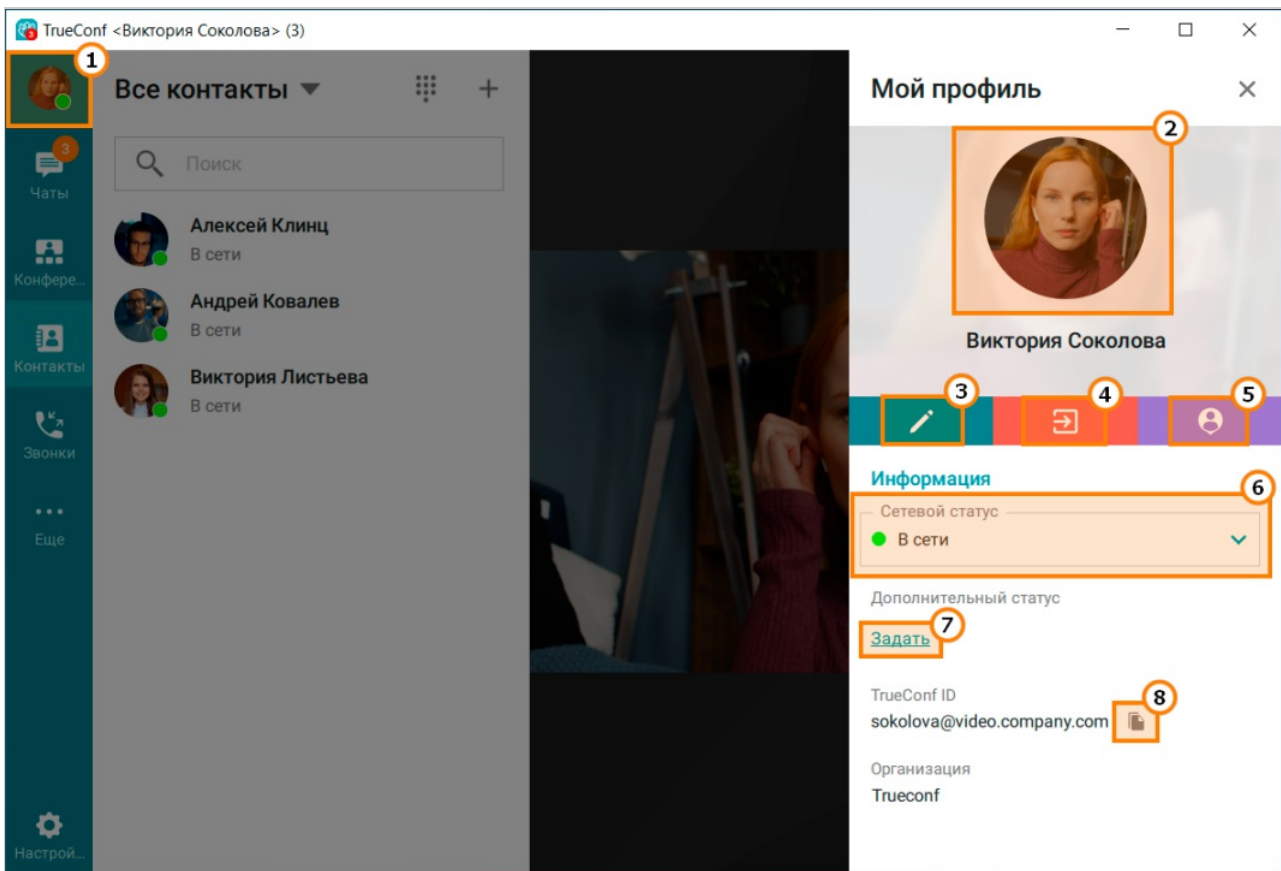 TrueConf <Виктория Соколова> (3)
1
Все контакты
Поиск
3
Чаты
Конфере...
Контакты
Звонки
Еще
Настрой...
Алексей Клинц
В сети
Андрей Ковалев
В сети
Виктория Листьева
В сети
Мой профиль
2
Виктория Соколова
3
4
5
Информация
6
Сетевой статус
В сети
Дополнительный статус
7
Задать
TrueConf ID
8
sokolova@video.company.com
Организация
Trueconf